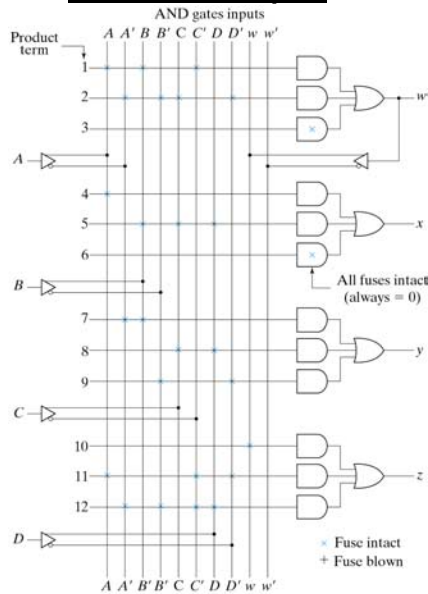 AND gates inputs
Product
term
A A' B B' C C' D D' w w'
1
2
w
3
A
4
5
x
6
All fuses intact
(always = 0)
B
7
8
y
9
C
10
11
z
12
D
× Fuse intact
+ Fuse blown
A A' B' B' C C' D D' w w'